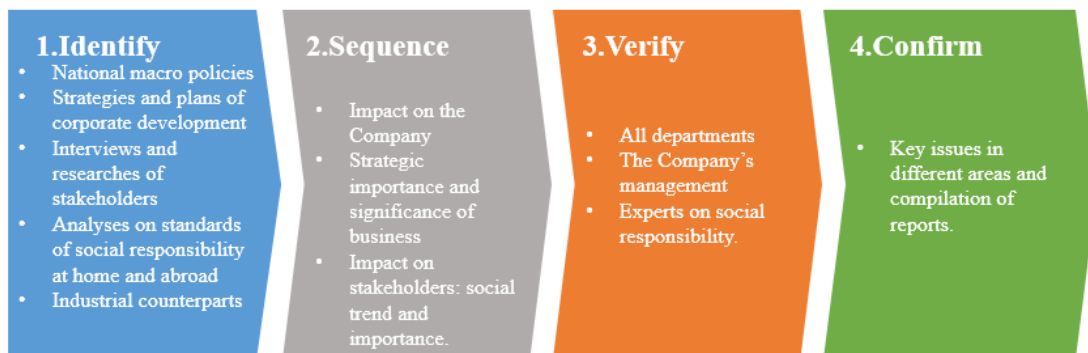 1.Identify
• National macro policies
• Strategies and plans of
corporate development
• Interviews and
researches of
stakeholders
• Analyses on standards
of social responsibility
at home and abroad
• Industrial counterparts
2.Sequence
• Impact on the
Company
• Strategic
importance and
significance of
business
• Impact on
stakeholders: social
trend and
importance.
3.Verify
• All departments
• The Company’s
management
• Experts on social
responsibility.
4.Confirm
• Key issues in
different areas and
compilation of
reports.